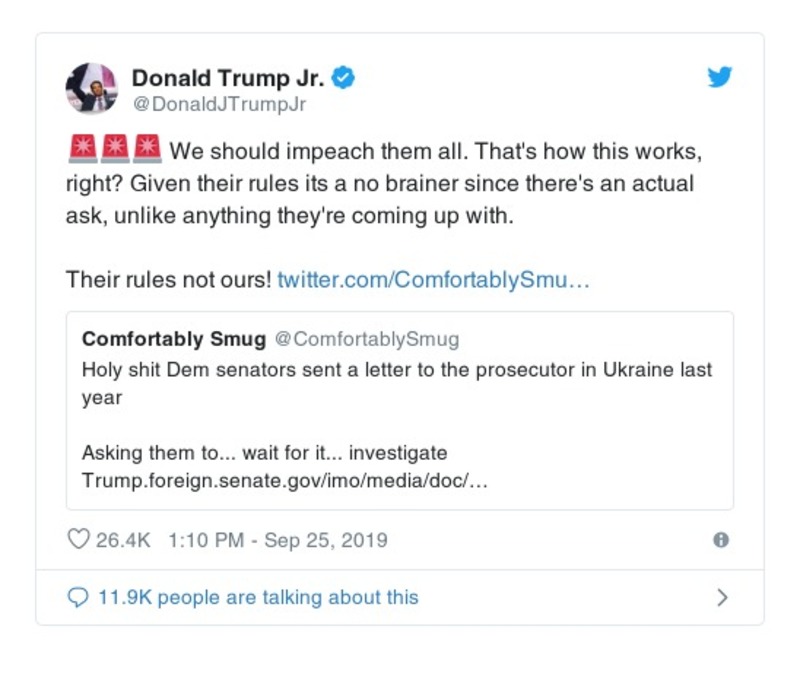 Donald Trump Jr.
@DonaldJTrumpJr
🚨🚨🚨 We should impeach them all. That's how this works,
right? Given their rules its a no brainer since there's an actual
ask, unlike anything they're coming up with.
Their rules not ours! twitter.com/ComfortablySmu…
Comfortably Smug @ComfortablySmug
Holy shit Dem senators sent a letter to the prosecutor in Ukraine last
year
Asking them to... wait for it... investigate
Trump.foreign.senate.gov/imo/media/doc/…
26.4K 1:10 PM - Sep 25, 2019
11.9K people are talking about this